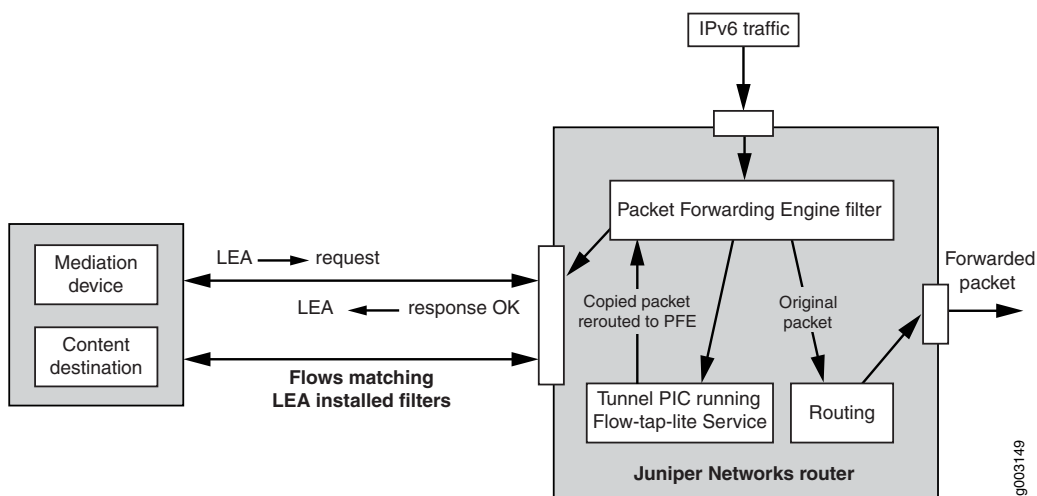 IPv6 traffic
Packet Forwarding Engine filter
Mediation
device
LEA request
LEA response OK
Content
destination
Flows matching
LEA installed filters
Copied packet
rerouted to PFE
Original
packet
Forwarded
packet
Tunnel PIC running
Flow-tap-lite Service
Routing
Juniper Networks router
g003149